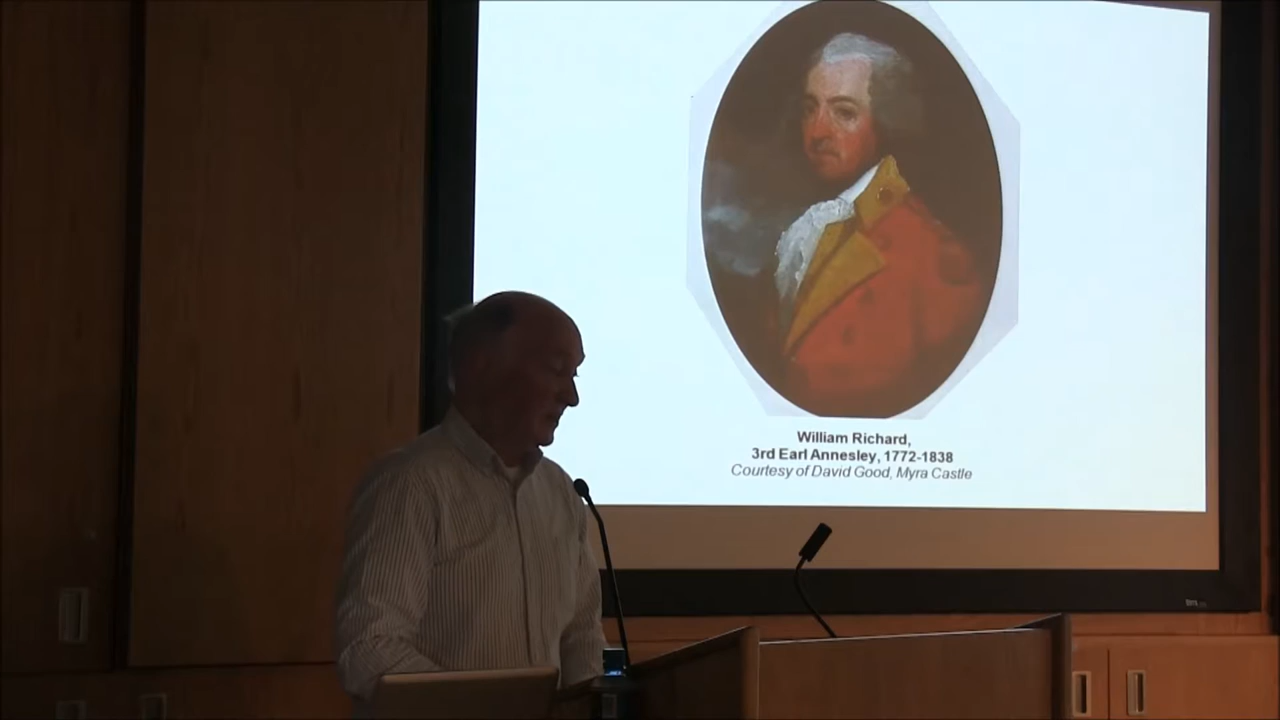 William Richard,
3rd Earl Annesley, 1772-1838
Courtesy of David Good, Myra Castle